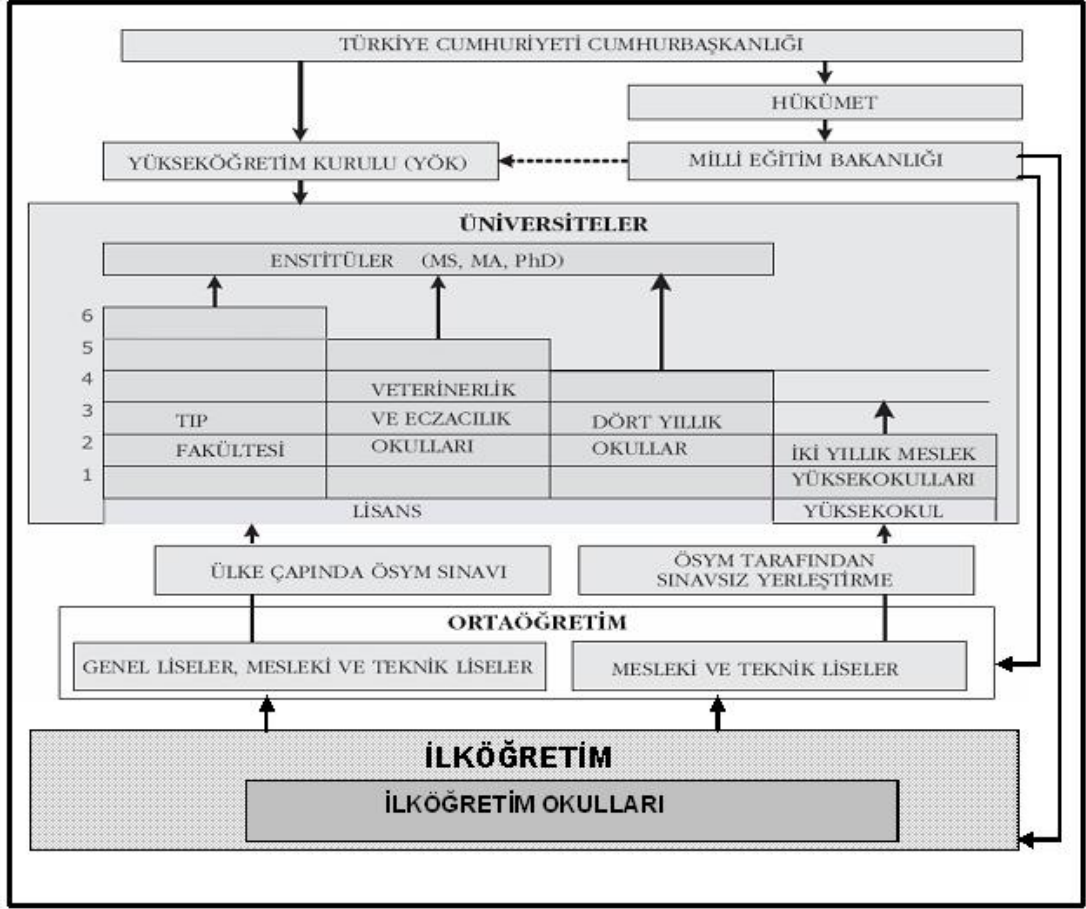 TÜRKİYE CUMHURİYETİ CUMHURBAŞKANLIĞI
HÜKÜMET
YÜKSEKÖĞRETİM KURULU (YÖK)
MİLLİ EĞİTİM BAKANLIĞI
ÜNİVERSİTELER
ENSTİTÜLER (MS, MA, PhD)
6
5
4
3
2
1
TIP
FAKÜLTESİ
VETERİNERLİK
VE ECZACILIK
OKULLARI
DÖRT YILLIK
OKULLAR
İKİ YILLIK MESLEK
YÜKSEKOKULLARI
LİSANS
YÜKSEKOKUL
ÜLKE ÇAPINDA ÖSYM SINAVI
ÖSYM TARAFINDAN
SINAVSIZ YERLEŞTİRME
ORTAÖĞRETİM
GENEL LİSELER, MESLEKİ VE TEKNİK LİSELER
MESLEKİ VE TEKNİK LİSELER
İLKÖĞRETİM
İLKÖĞRETİM OKULLARI